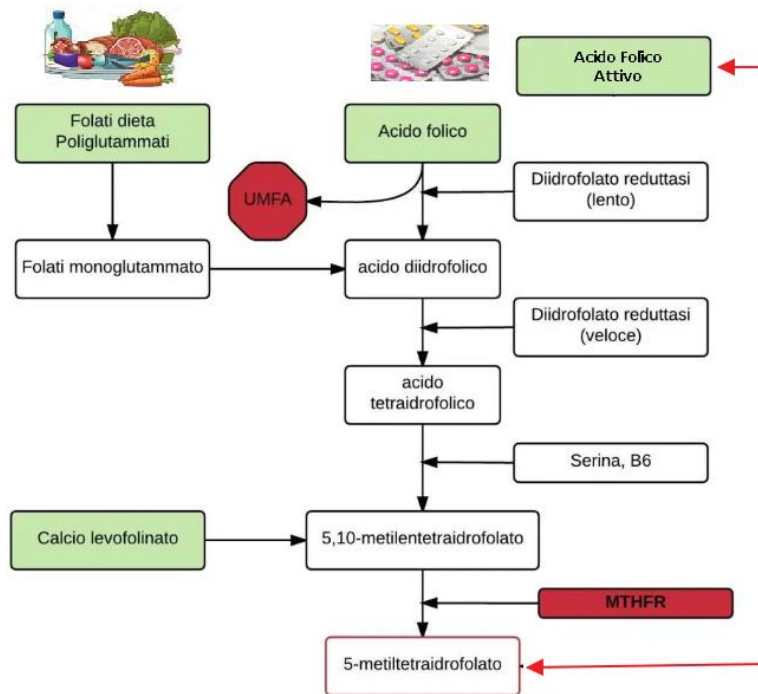 Acido Folico
Attivo
Folati dieta
Poliglutammati
Acido folico
UMFA
Diidrofolato reduttasi
(lento)
Folati monoglutammato
acido diidrofolico
Diidrofolato reduttasi
(veloce)
acido
tetraidrofolico
Serina, B6
Calcio levofolinato
5,10-metilentetraidrofolato
MTHFR
5-metiltetraidrofolato